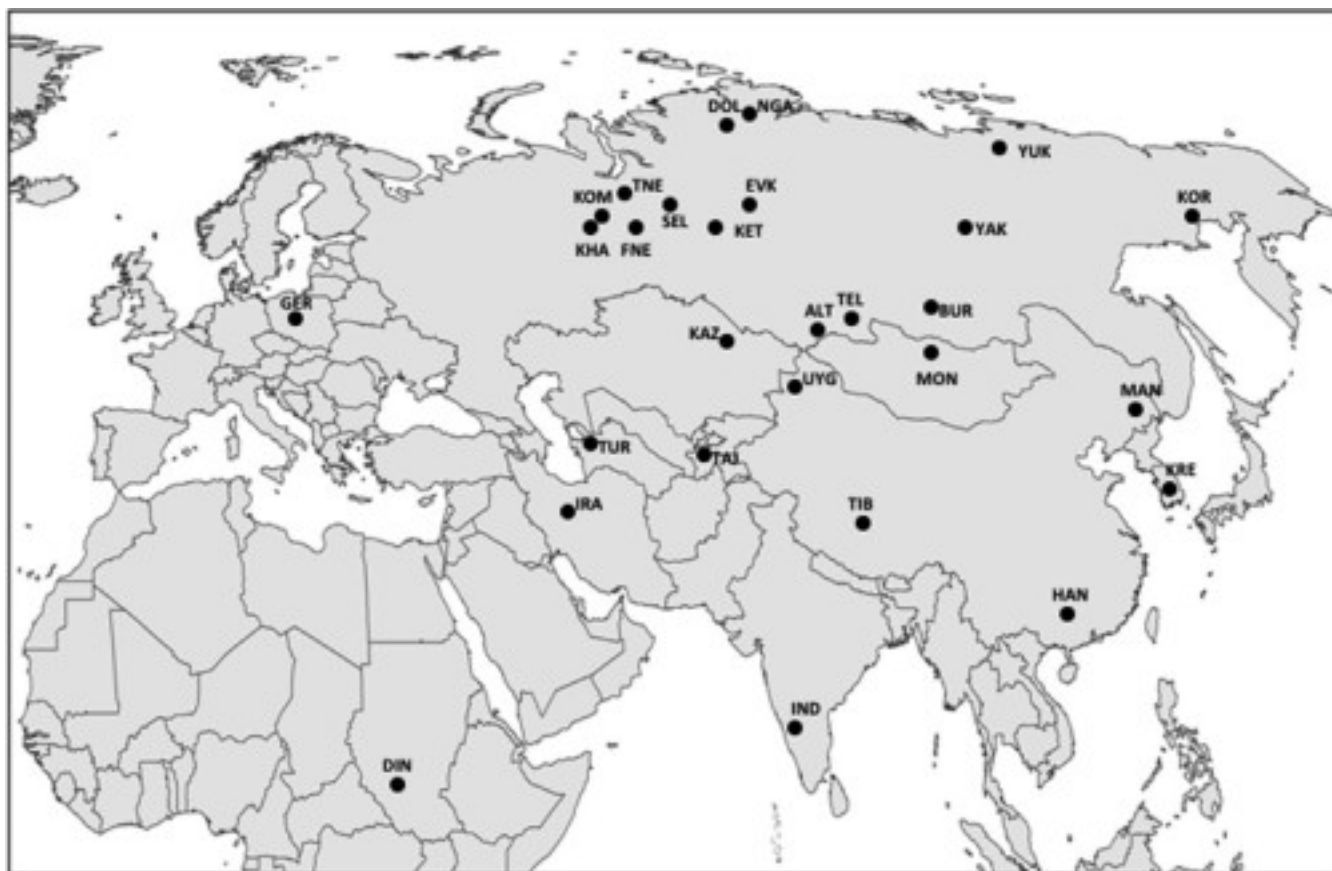 DOL NGA
YUK
TNE
EVK
KOM
KOR
SEL
KET
YAK
KHA
FNE
GER
TEL
ALT
BUR
KAZ
MON
UYG
MAN
TUR
TAJ
KRE
IRA
TIB
HAN
IND
DIN